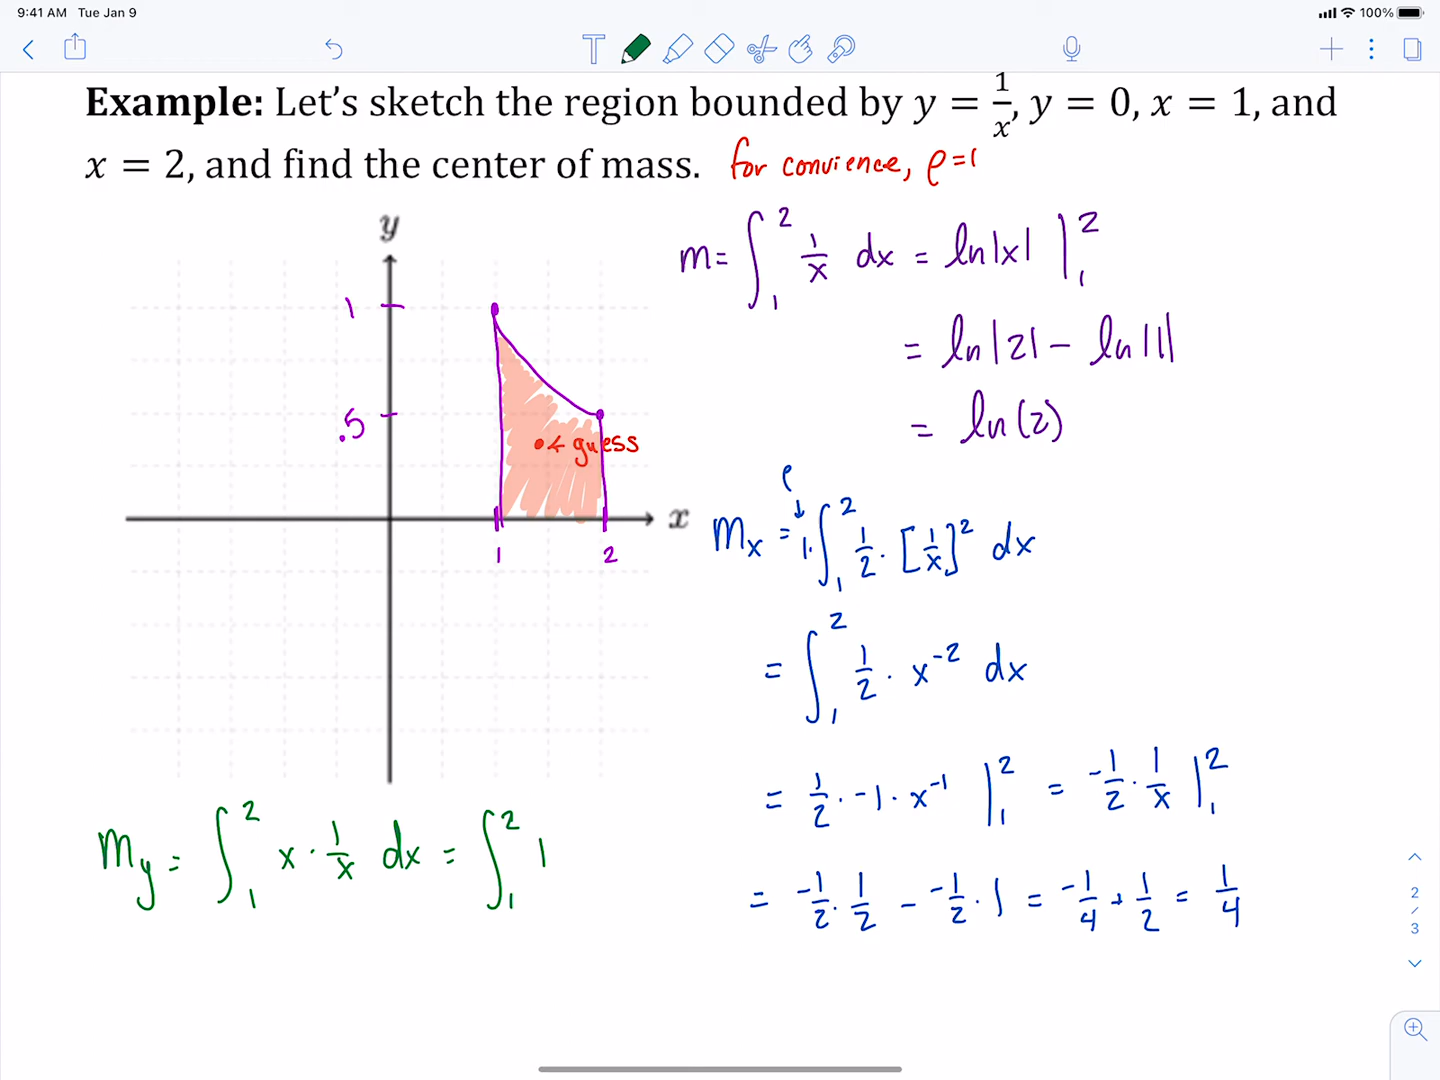 9:41 AM Tue Jan 9
100%
Example: Let's sketch the region bounded by y = 1/x, y = 0, x = 1, and
x = 2, and find the center of mass. for convience, ρ=1
y
m = ∫₁² 1/x dx = ln|x| |₁²
1
= ln|2| − ln|1|
.5
= ln(2)
guess
ρ
↓
x
Mx = 1·∫₁² 1/2 · [1/x]² dx
1 2
= ∫₁² 1/2 · x⁻² dx
= 1/2 · -1 · x⁻¹ |₁² = -1/2 · 1/x |₁²
My = ∫₁² x · 1/x dx = ∫₁² 1
= -1/2 · 1/2 − -1/2 · 1 = -1/4 + 1/2 = 1/4
2
/
3